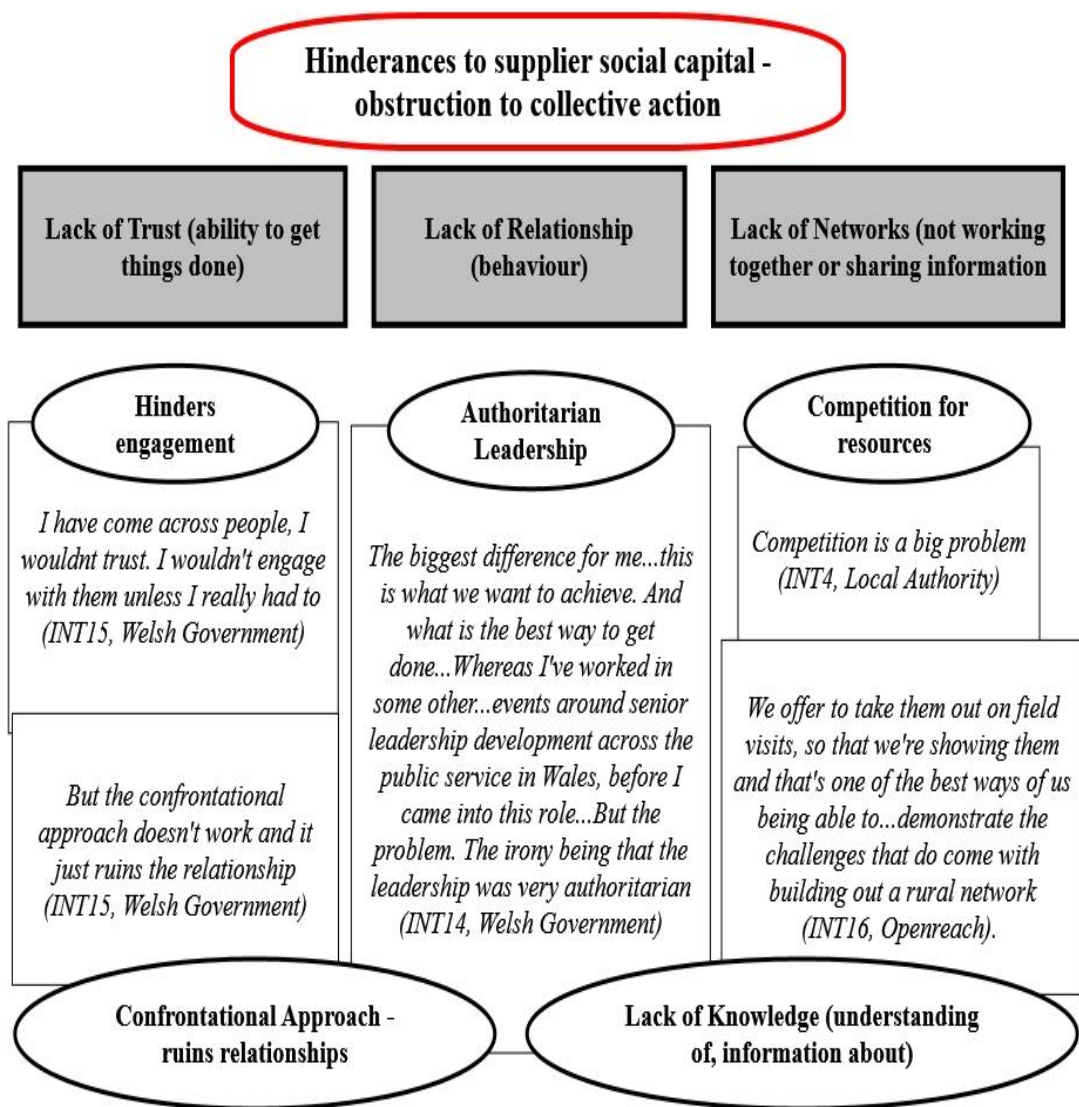 Hinderances to supplier social capital -
obstruction to collective action
Lack of Trust (ability to get
things done)
Lack of Relationship
(behaviour)
Lack of Networks (not working
together or sharing information
Hinders
engagement
I have come across people, I
wouldnt trust. I wouldn't engage
with them unless I really had to
(INT15, Welsh Government)
But the confrontational
approach doesn't work and it
just ruins the relationship
(INT15, Welsh Government)
Authoritarian
Leadership
The biggest difference for me...this
is what we want to achieve. And
what is the best way to get
done...Whereas I've worked in
some other...events around senior
leadership development across the
public service in Wales, before I
came into this role...But the
problem. The irony being that the
leadership was very authoritarian
(INT14, Welsh Government)
Competition for
resources
Competition is a big problem
(INT4, Local Authority)
We offer to take them out on field
visits, so that we're showing them
and that's one of the best ways of us
being able to...demonstrate the
challenges that do come with
building out a rural network
(INT16, Openreach).
Confrontational Approach -
ruins relationships
Lack of Knowledge (understanding
of, information about)